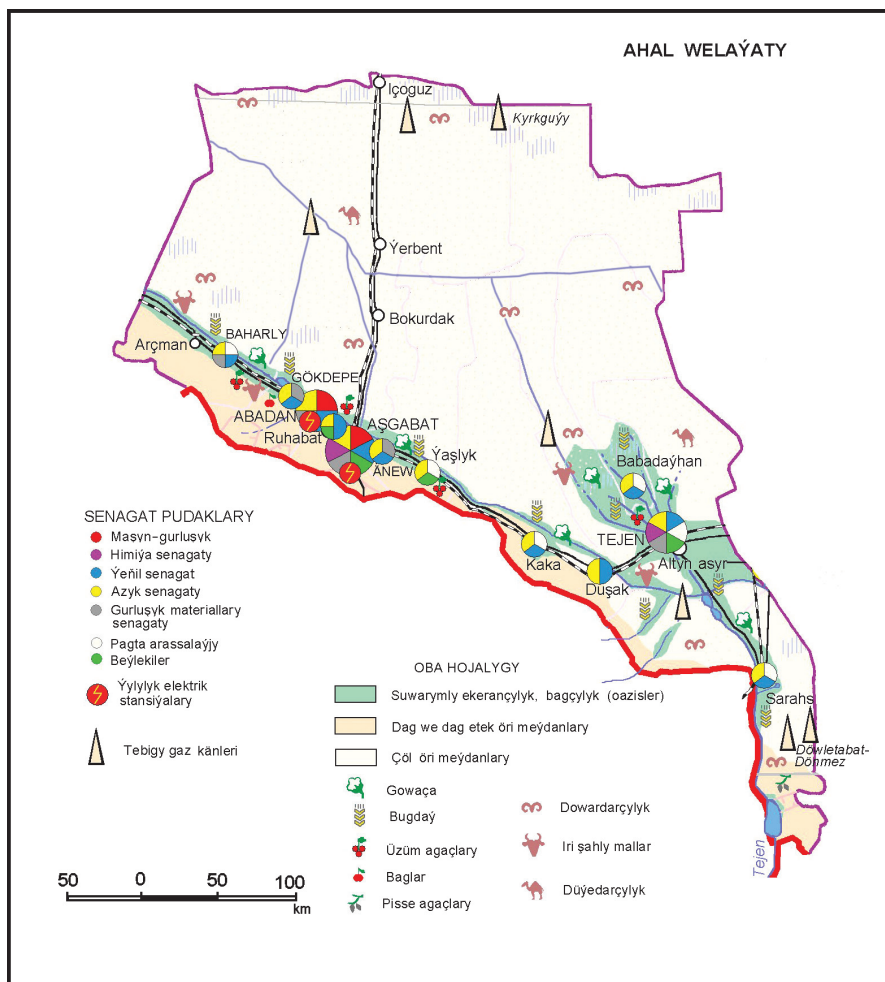 AHAL WELAÝATY
Içoguz
Kyrkguýy
Ýerbent
Bokurdak
BAHARLY
Arçman
GÖKDEPE
ABADAN
AŞGABAT
Ruhabat
ÄNEW
Ýaşlyk
Babadaýhan
TEJEN
Altyn asyr
Kaka
Duşak
Sarahs
Döwletabat-
Dönmez
Tejen
SENAGAT PUDAKLARY
Maşyn-gurluşyk
Himiýa senagaty
Ýeňil senagat
Azyk senagaty
Gurluşyk materiallary
senagaty
Pagta arassalaýjy
Beýlekiler
Ýylylyk elektrik
stansiýalary
Tebigy gaz känleri
OBA HOJALYGY
Suwarymly ekerançylyk, bagçylyk (oazisler)
Dag we dag etek öri meýdanlary
Çöl öri meýdanlary
Gowaça
Bugdaý
Üzüm agaçlary
Baglar
Pisse agaçlary
Dowardarçylyk
Iri şahly mallar
Düýedarçylyk
50 0 50 100
km